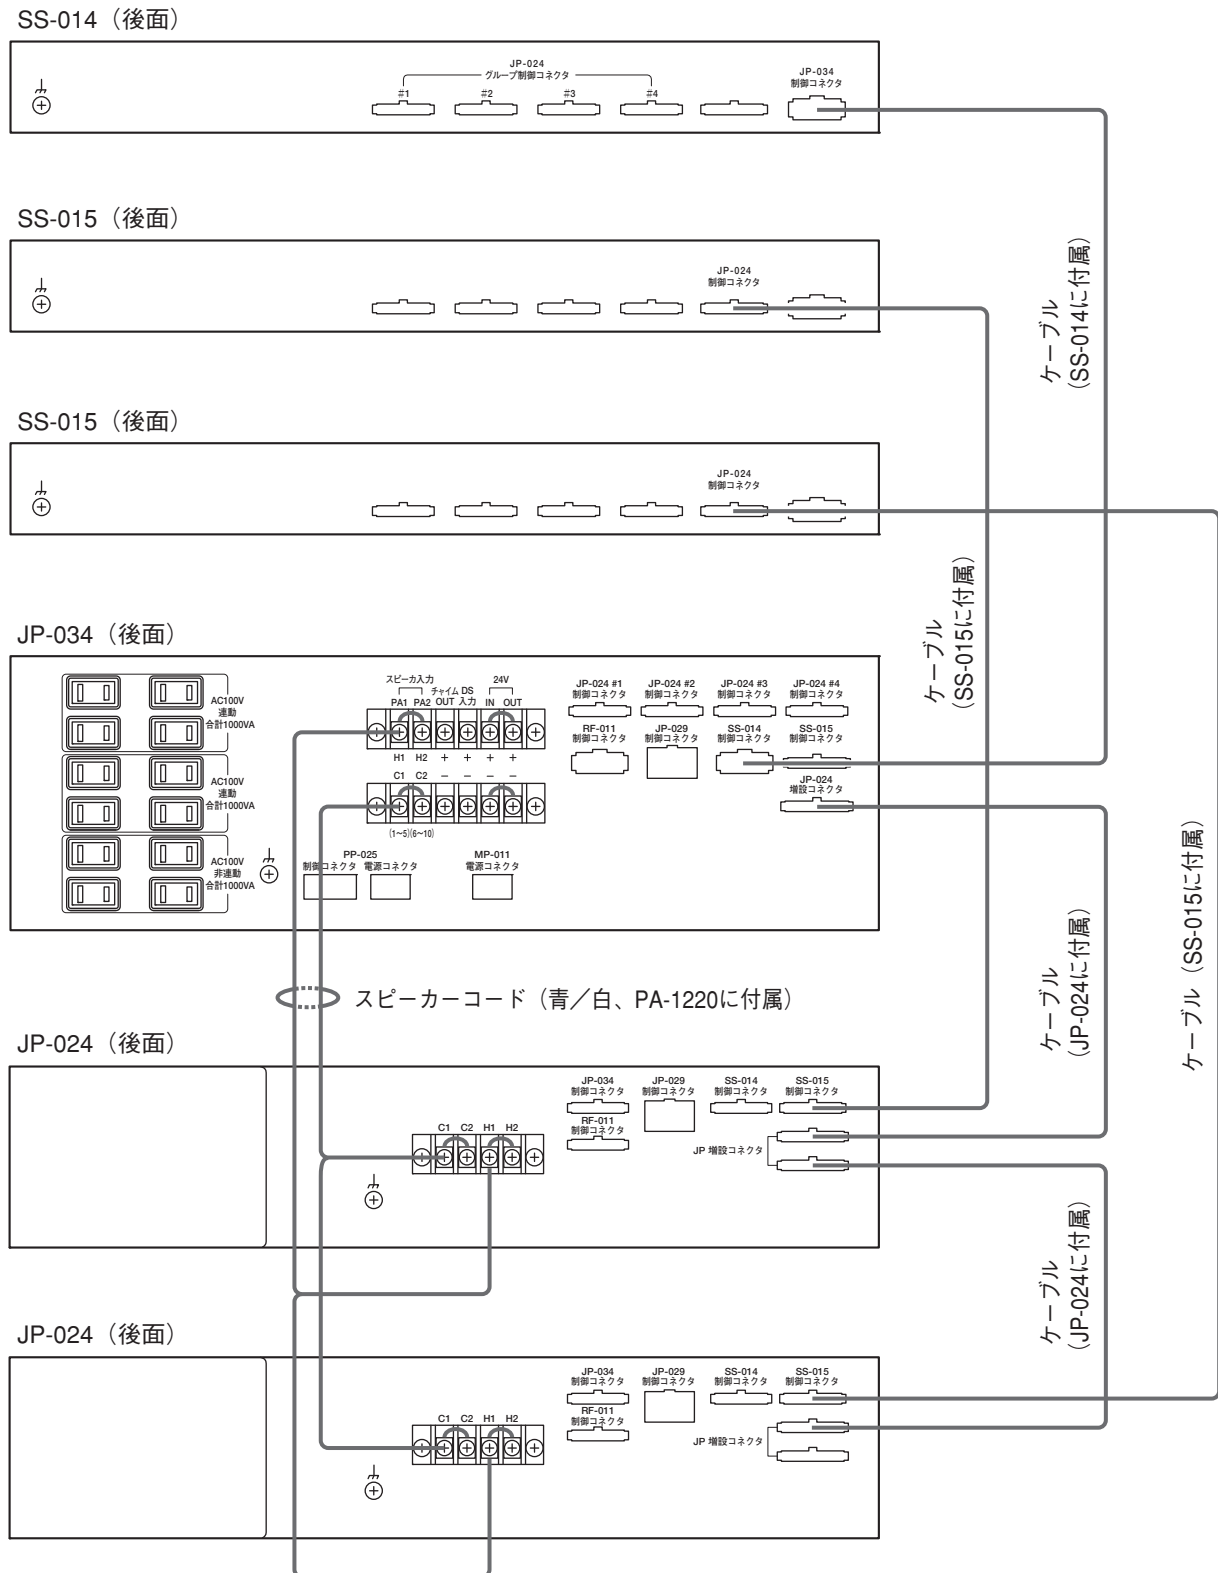 SS-014（後面）
JP-024
グループ制御コネクタ
#1 #2 #3 #4
JP-034
制御コネクタ
SS-015（後面）
JP-024
制御コネクタ
ケーブル
（SS-014に付属）
SS-015（後面）
JP-024
制御コネクタ
ケーブル
（SS-015に付属）
JP-034（後面）
AC100V
連動
合計1000VA
AC100V
連動
合計1000VA
AC100V
非連動
合計1000VA
スピーカ入力
チャイム DS 24V
PA1 PA2 OUT 入力 IN OUT
H1 H2 + + + +
C1 C2 − − − −
(1~5)(6~10)
JP-024 #1
制御コネクタ
JP-024 #2
制御コネクタ
JP-024 #3
制御コネクタ
JP-024 #4
制御コネクタ
RF-011
制御コネクタ
JP-029
制御コネクタ
SS-014
制御コネクタ
SS-015
制御コネクタ
JP-024
増設コネクタ
PP-025
制御コネクタ 電源コネクタ
MP-011
電源コネクタ
ケーブル（SS-015に付属）
スピーカーコード（青／白、PA-1220に付属）
ケーブル
（JP-024に付属）
JP-024（後面）
JP-034
制御コネクタ
JP-029
制御コネクタ
SS-014
制御コネクタ
SS-015
制御コネクタ
RF-011
制御コネクタ
C1 C2 H1 H2
JP 増設コネクタ
ケーブル
（JP-024に付属）
JP-024（後面）
JP-034
制御コネクタ
JP-029
制御コネクタ
SS-014
制御コネクタ
SS-015
制御コネクタ
RF-011
制御コネクタ
C1 C2 H1 H2
JP 増設コネクタ